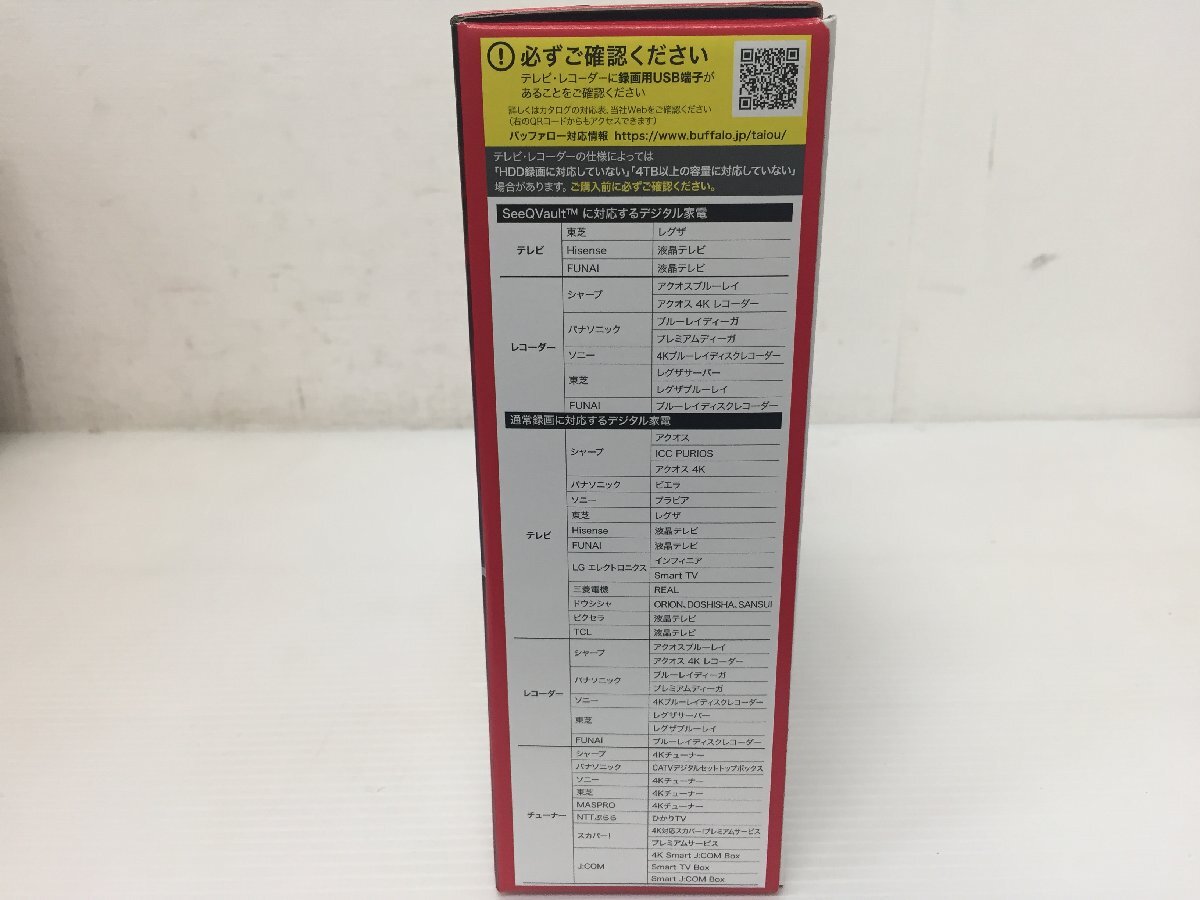 ! 必ずご確認ください
テレビ・レコーダーに録画用USB端子が
あることをご確認ください
詳しくはカタログの対応表、当社Webをご確認ください
(右のQRコードからもアクセスできます)
バッファロー対応情報 https://www.buffalo.jp/taiou/
テレビ・レコーダーの仕様によっては
「HDD録画に対応していない」「4TB以上の容量に対応していない」
場合があります。ご購入前に必ずご確認ください。
SeeQVault™ に対応するデジタル家電
テレビ
東芝 レグザ
Hisense 液晶テレビ
FUNAI 液晶テレビ
レコーダー
シャープ アクオスブルーレイ
アクオス 4K レコーダー
パナソニック ブルーレイディーガ
プレミアムディーガ
ソニー 4Kブルーレイディスクレコーダー
東芝 レグザサーバー
レグザブルーレイ
FUNAI ブルーレイディスクレコーダー
通常録画に対応するデジタル家電
テレビ
シャープ アクオス
ICC PURIOS
アクオス 4K
パナソニック ビエラ
ソニー ブラビア
東芝 レグザ
Hisense 液晶テレビ
FUNAI 液晶テレビ
LG エレクトロニクス インフィニア
Smart TV
三菱電機 REAL
ドウシシャ ORION、DOSHISHA、SANSUI
ピクセラ 液晶テレビ
TCL 液晶テレビ
レコーダー
シャープ アクオスブルーレイ
アクオス 4K レコーダー
パナソニック ブルーレイディーガ
プレミアムディーガ
ソニー 4Kブルーレイディスクレコーダー
東芝 レグザサーバー
レグザブルーレイ
FUNAI ブルーレイディスクレコーダー
チューナー
シャープ 4Kチューナー
パナソニック CATVデジタルセットトップボックス
ソニー 4Kチューナー
東芝 4Kチューナー
MASPRO 4Kチューナー
NTTぷらら ひかりTV
スカパー! 4K対応スカパー!プレミアムサービス
プレミアムサービス
J:COM 4K Smart J:COM Box
Smart TV Box
Smart J:COM Box